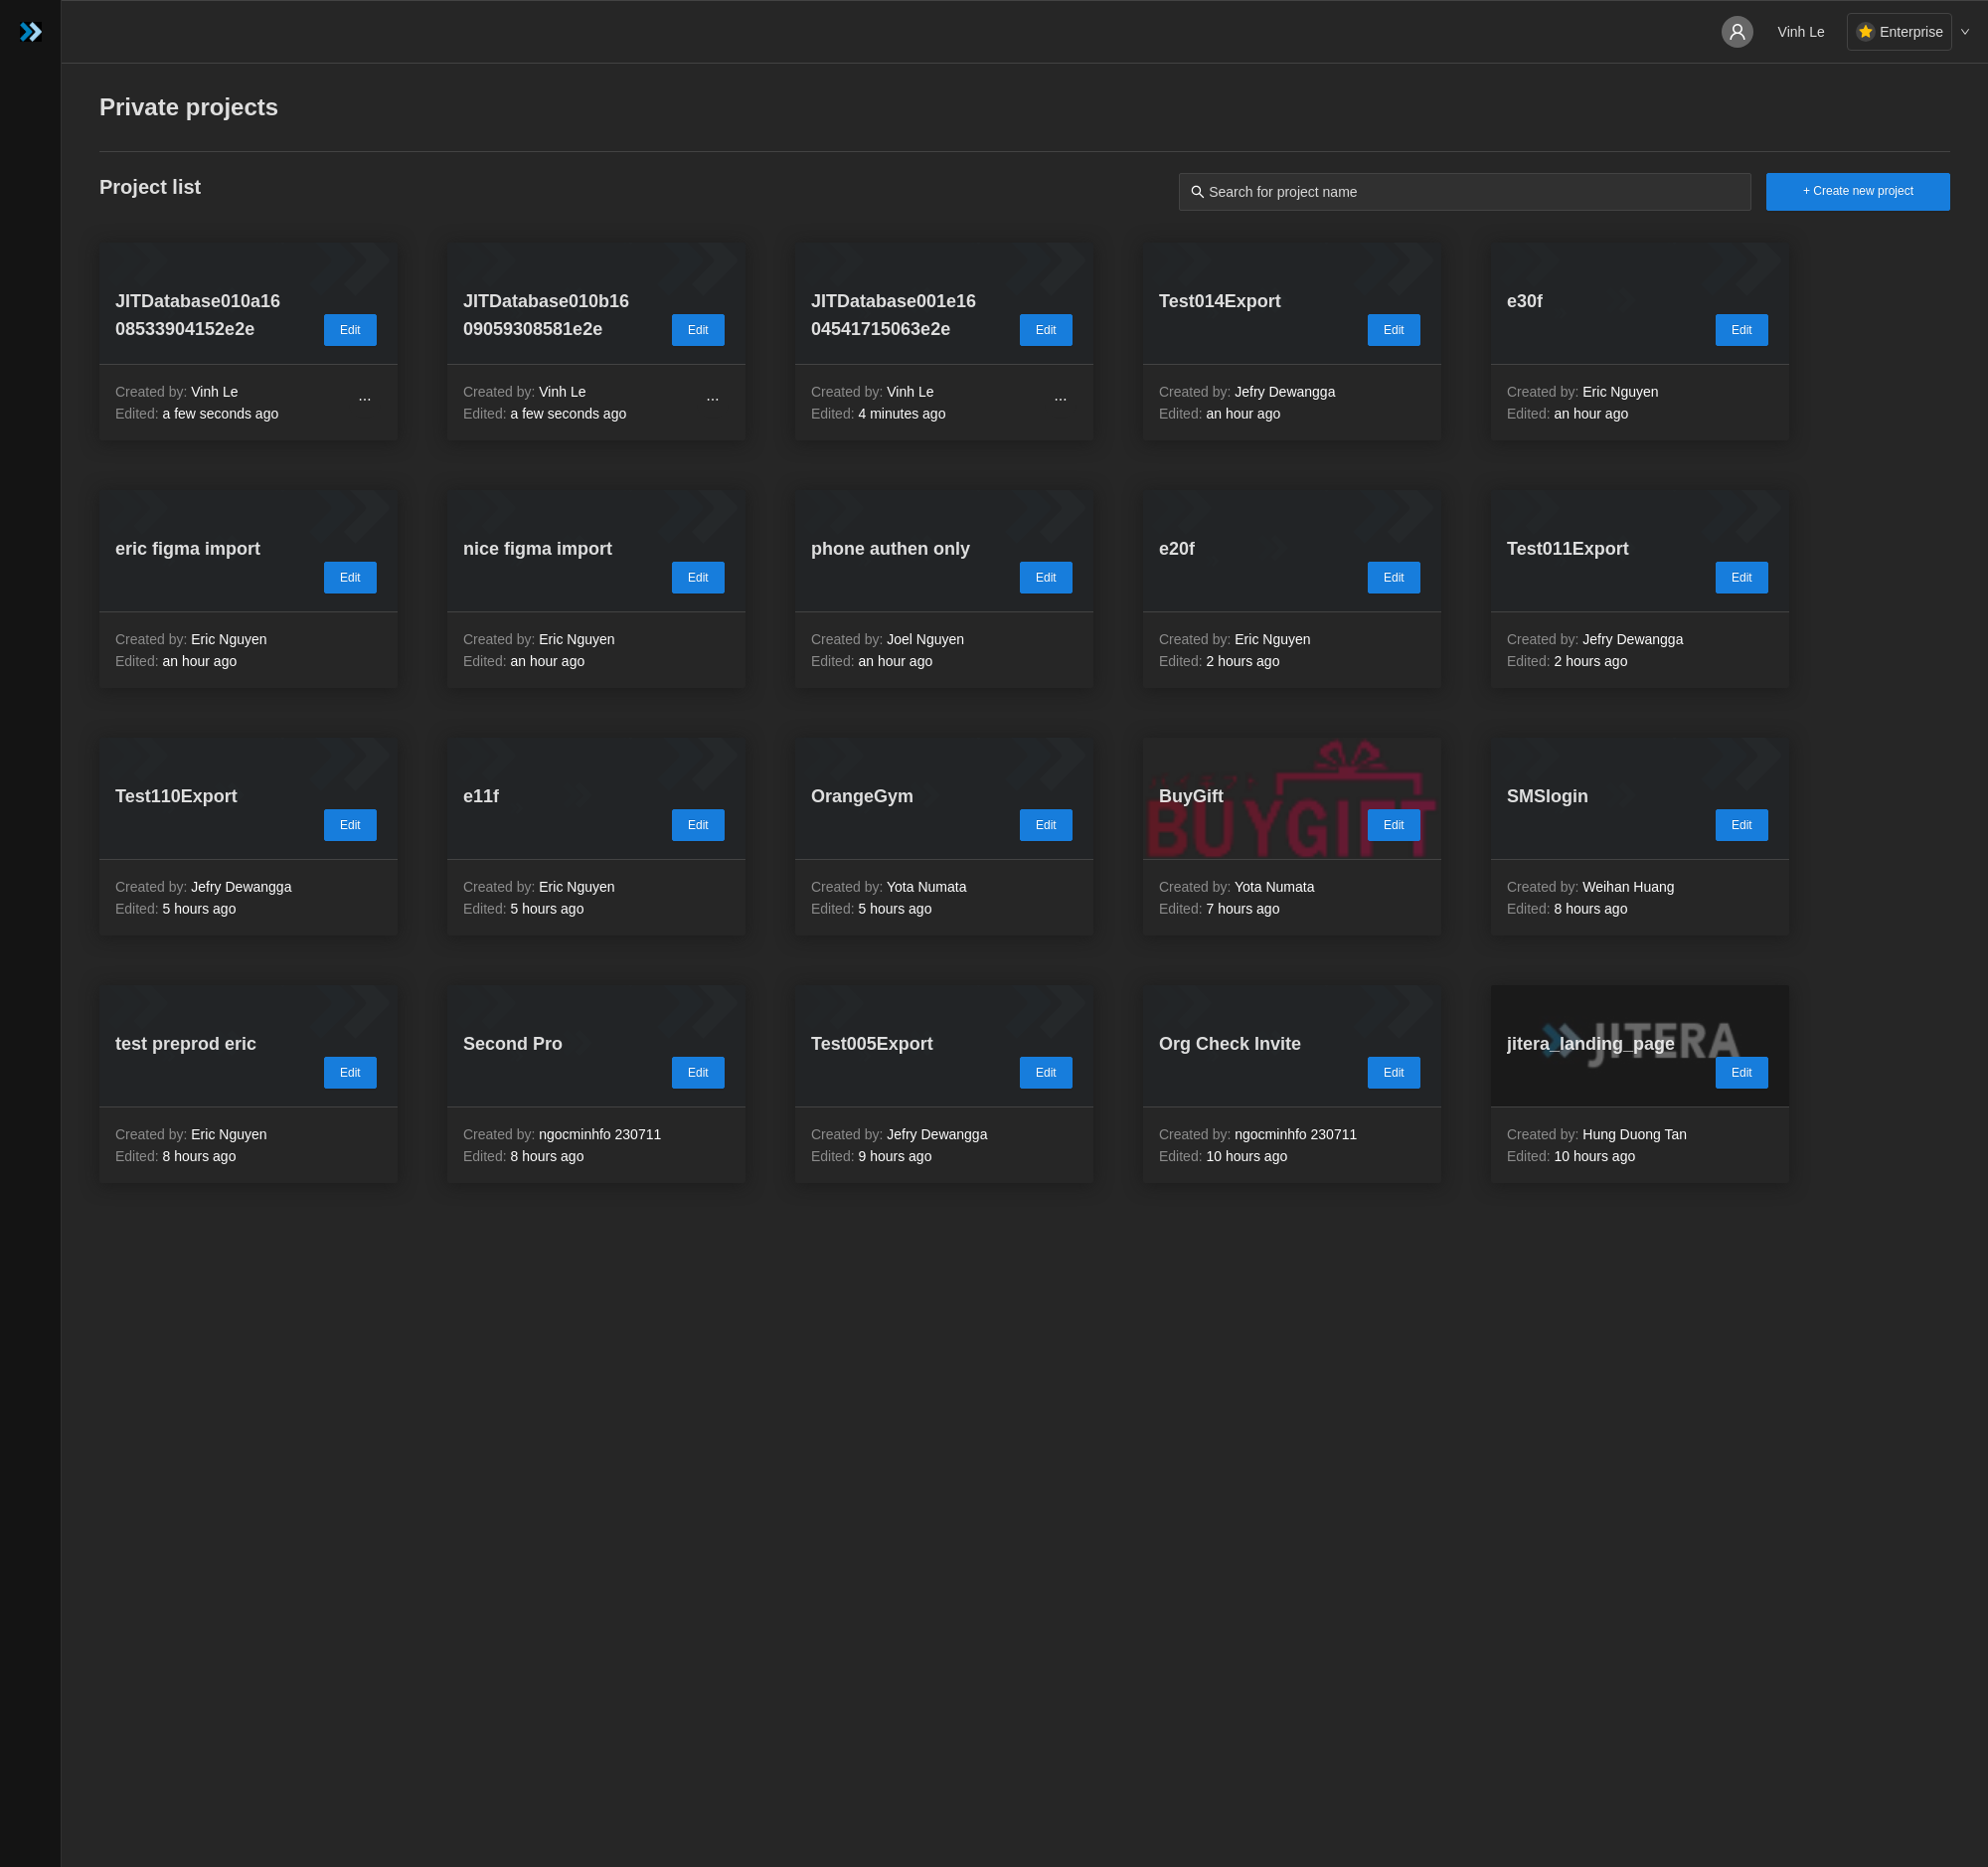 Vinh Le
Enterprise
Private projects
Project list
Search for project name
+ Create new project
JITDatabase010a16
08533904152e2e
Edit
Created by: Vinh Le
...
Edited: a few seconds ago
JITDatabase010b16
09059308581e2e
Edit
Created by: Vinh Le
...
Edited: a few seconds ago
JITDatabase001e16
04541715063e2e
Edit
Created by: Vinh Le
...
Edited: 4 minutes ago
Test014Export
Edit
Created by: Jefry Dewangga
Edited: an hour ago
e30f
Edit
Created by: Eric Nguyen
Edited: an hour ago
eric figma import
Edit
Created by: Eric Nguyen
Edited: an hour ago
nice figma import
Edit
Created by: Eric Nguyen
Edited: an hour ago
phone authen only
Edit
Created by: Joel Nguyen
Edited: an hour ago
e20f
Edit
Created by: Eric Nguyen
Edited: 2 hours ago
Test011Export
Edit
Created by: Jefry Dewangga
Edited: 2 hours ago
Test110Export
Edit
Created by: Jefry Dewangga
Edited: 5 hours ago
e11f
Edit
Created by: Eric Nguyen
Edited: 5 hours ago
OrangeGym
Edit
Created by: Yota Numata
Edited: 5 hours ago
BuyGift
BUYGIFT
Edit
Created by: Yota Numata
Edited: 7 hours ago
SMSlogin
Edit
Created by: Weihan Huang
Edited: 8 hours ago
test preprod eric
Edit
Created by: Eric Nguyen
Edited: 8 hours ago
Second Pro
Edit
Created by: ngocminhfo 230711
Edited: 8 hours ago
Test005Export
Edit
Created by: Jefry Dewangga
Edited: 9 hours ago
Org Check Invite
Edit
Created by: ngocminhfo 230711
Edited: 10 hours ago
jitera_landing_page
JITERA
Edit
Created by: Hung Duong Tan
Edited: 10 hours ago